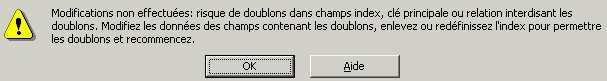 Modifications non effectuées: risque de doublons dans champs index, clé principale ou relation interdisant les
doublons. Modifiez les données des champs contenant les doublons, enlevez ou redéfinissez l'index pour permettre
les doublons et recommencez.
OK Aide